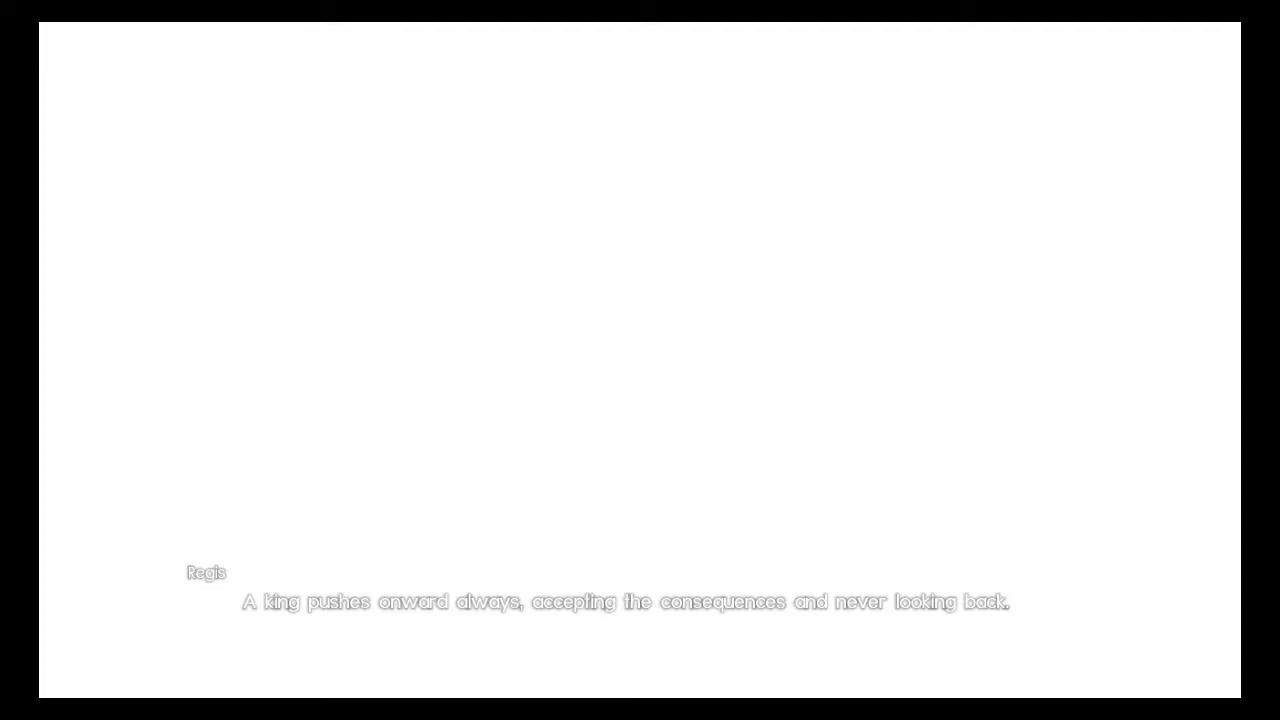 Regis
A king pushes onward always, accepting the consequences and never looking back.